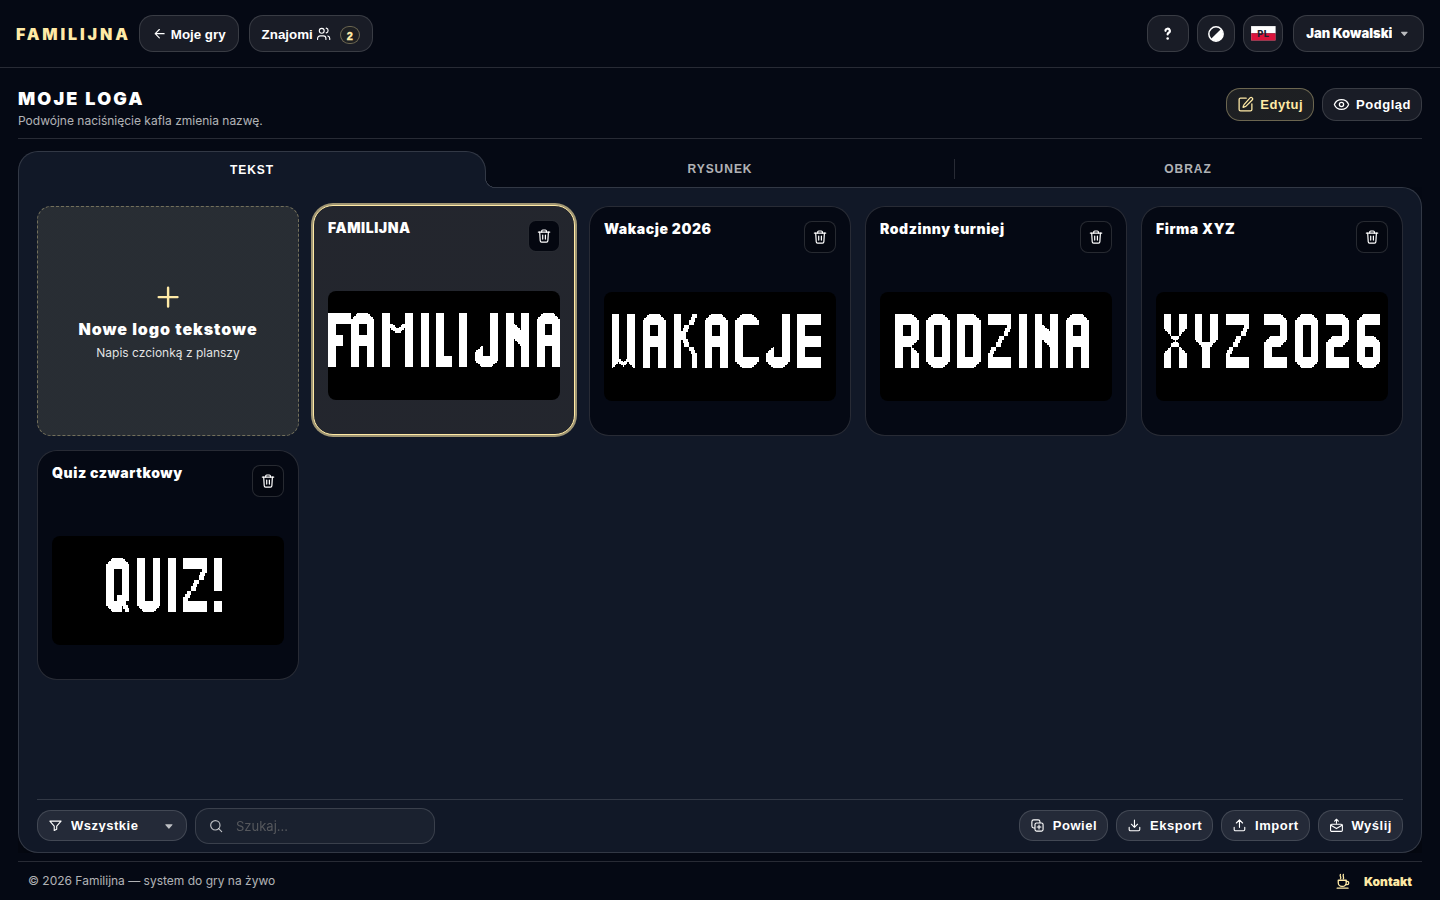 FAMILIJNA
Moje gry
Znajomi 2
?
PL
Jan Kowalski
MOJE LOGA
Podwójne naciśnięcie kafla zmienia nazwę.
Edytuj
Podgląd
TEKST
RYSUNEK
OBRAZ
Nowe logo tekstowe
Napis czcionką z planszy
FAMILIJNA
FAMILIJNA
Wakacje 2026
WAKACJE
Rodzinny turniej
RODZINA
Firma XYZ
XYZ 2026
Quiz czwartkowy
QUIZ!
Wszystkie
Szukaj...
Powiel
Eksport
Import
Wyślij
© 2026 Familijna — system do gry na żywo
Kontakt